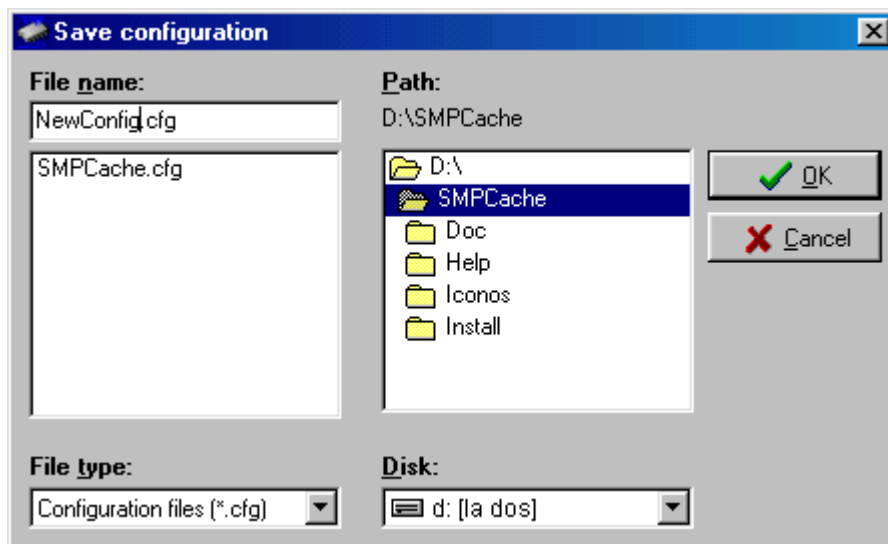 Save configuration
File name:
NewConfig.cfg
SMPCache.cfg
File type:
Configuration files (*.cfg)
Path:
D:\SMPCache
D:\
SMPCache
Doc
Help
Iconos
Install
Disk:
d: [la dos]
OK
Cancel